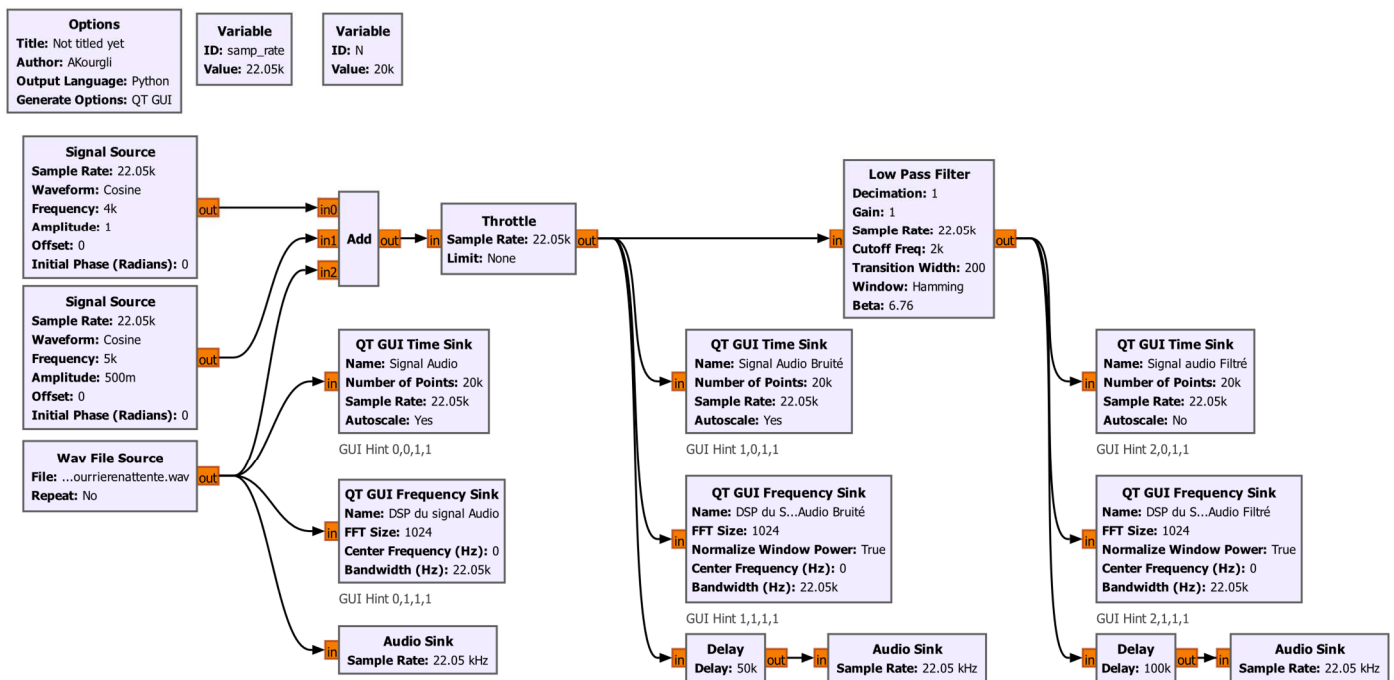 Options
Title: Not titled yet
Author: AKourgli
Output Language: Python
Generate Options: QT GUI
Variable
ID: samp_rate
Value: 22.05k
Variable
ID: N
Value: 20k
Signal Source
Sample Rate: 22.05k
Waveform: Cosine
Frequency: 4k
Amplitude: 1
Offset: 0
Initial Phase (Radians): 0
out
Signal Source
Sample Rate: 22.05k
Waveform: Cosine
Frequency: 5k
Amplitude: 500m
Offset: 0
Initial Phase (Radians): 0
out
Wav File Source
File: ...ourrierenattente.wav
Repeat: No
out
in0
in1
in2
Add
out
in
Throttle
Sample Rate: 22.05k
Limit: None
out
in
Low Pass Filter
Decimation: 1
Gain: 1
Sample Rate: 22.05k
Cutoff Freq: 2k
Transition Width: 200
Window: Hamming
Beta: 6.76
out
in
QT GUI Time Sink
Name: Signal Audio
Number of Points: 20k
Sample Rate: 22.05k
Autoscale: Yes
GUI Hint 0,0,1,1
in
QT GUI Frequency Sink
Name: DSP du signal Audio
FFT Size: 1024
Center Frequency (Hz): 0
Bandwidth (Hz): 22.05k
GUI Hint 0,1,1,1
in
Audio Sink
Sample Rate: 22.05 kHz
in
QT GUI Time Sink
Name: Signal Audio Bruité
Number of Points: 20k
Sample Rate: 22.05k
Autoscale: Yes
GUI Hint 1,0,1,1
in
QT GUI Frequency Sink
Name: DSP du S...Audio Bruité
FFT Size: 1024
Normalize Window Power: True
Center Frequency (Hz): 0
Bandwidth (Hz): 22.05k
GUI Hint 1,1,1,1
in
Delay
Delay: 50k
out
in
Audio Sink
Sample Rate: 22.05 kHz
in
QT GUI Time Sink
Name: Signal audio Filtré
Number of Points: 20k
Sample Rate: 22.05k
Autoscale: No
GUI Hint 2,0,1,1
in
QT GUI Frequency Sink
Name: DSP du S...Audio Filtré
FFT Size: 1024
Normalize Window Power: True
Center Frequency (Hz): 0
Bandwidth (Hz): 22.05k
GUI Hint 2,1,1,1
in
Delay
Delay: 100k
out
in
Audio Sink
Sample Rate: 22.05 kHz